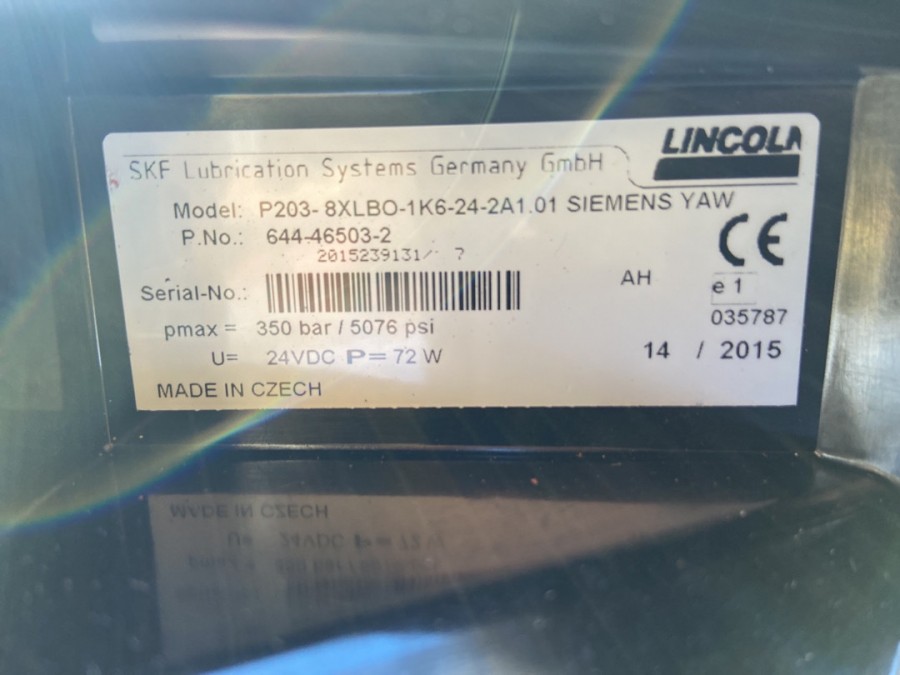 LINCOLN
SKF Lubrication Systems Germany GmbH
Model: P203- 8XLBO-1K6-24-2A1.01 SIEMENS YAW
P.No.: 644-46503-2
CE
2015239131/ 7
Serial-No.:
AH
e 1
035787
pmax = 350 bar / 5076 psi
U= 24VDC P= 72 W
14 / 2015
MADE IN CZECH